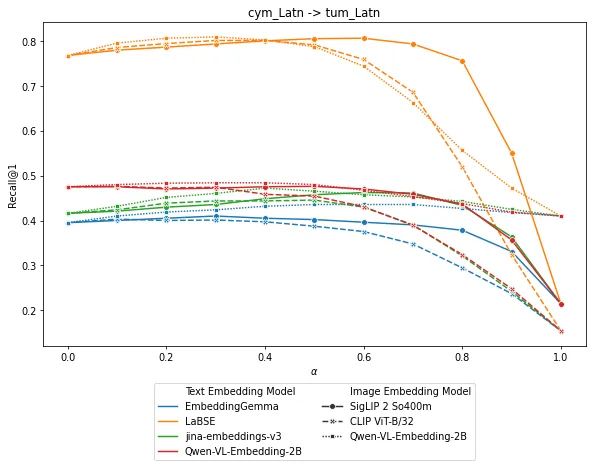 cym_Latn -> tum_Latn
Recall@1
0.8
0.7
0.6
0.5
0.4
0.3
0.2
0.0 0.2 0.4 0.6 0.8 1.0
α
Text Embedding Model
EmbeddingGemma
LaBSE
jina-embeddings-v3
Qwen-VL-Embedding-2B
Image Embedding Model
SigLIP 2 So400m
CLIP ViT-B/32
Qwen-VL-Embedding-2B